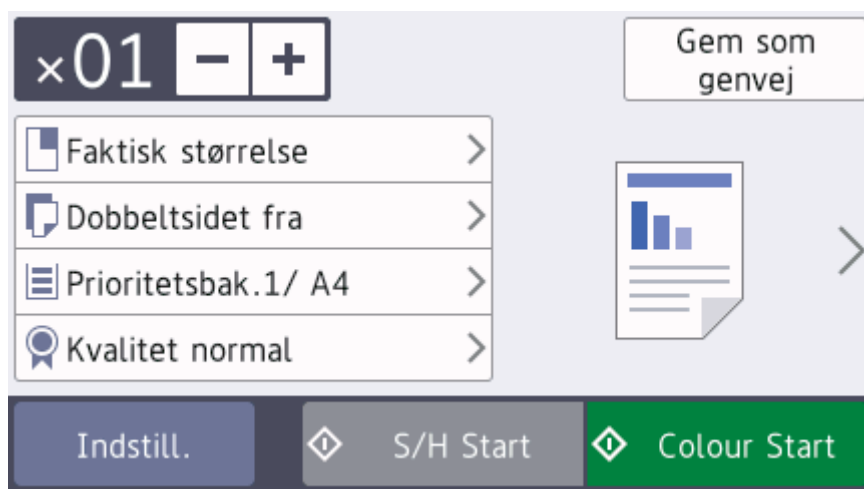 ×01 − +
Gem som
genvej
Faktisk størrelse
Dobbeltsidet fra
Prioritetsbak.1/ A4
Kvalitet normal
Indstill.
S/H Start
Colour Start